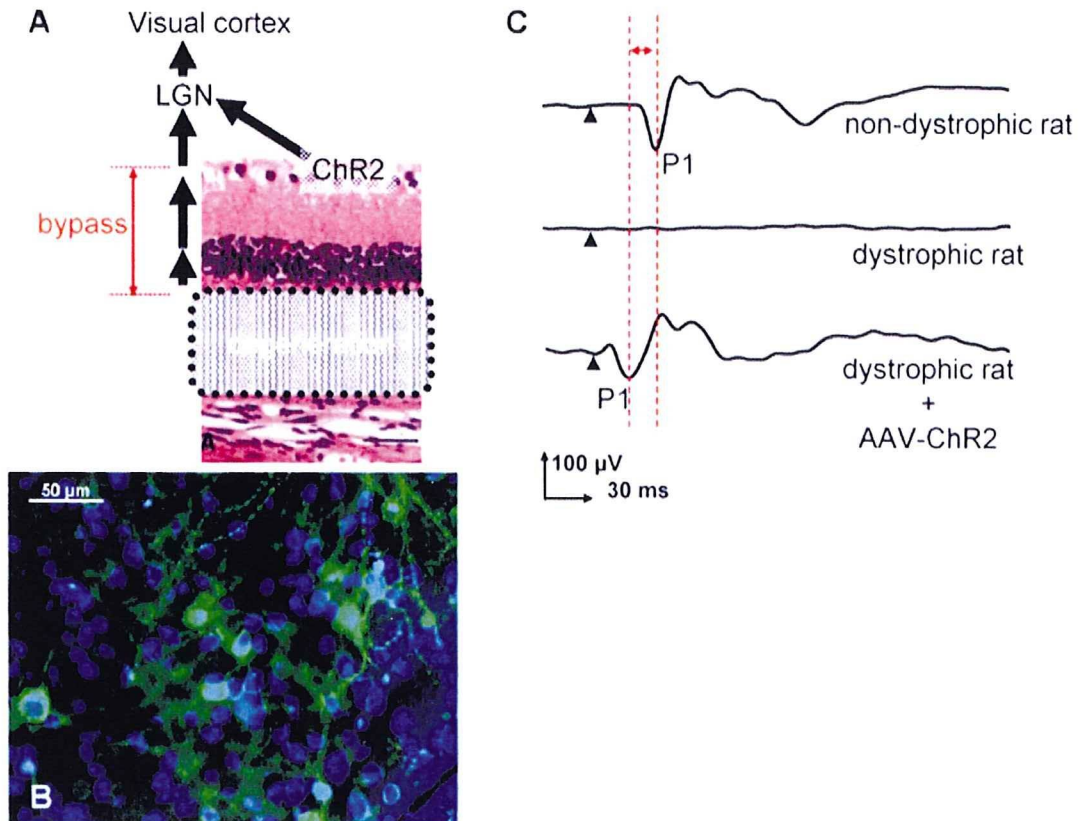 A
Visual cortex
LGN
ChR2
bypass
A
50 µm
B
C
non-dystrophic rat
P1
dystrophic rat
P1
dystrophic rat
+
AAV-ChR2
100 µV
30 ms